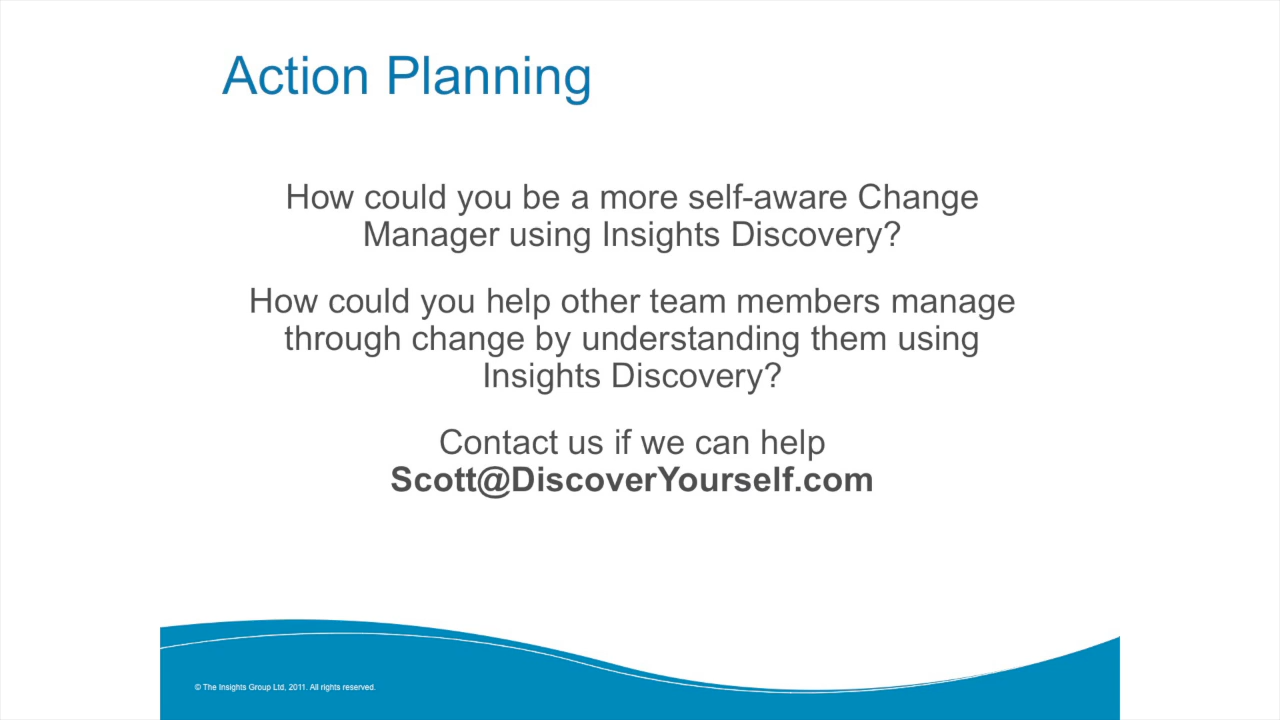 Action Planning
How could you be a more self-aware Change
Manager using Insights Discovery?
How could you help other team members manage
through change by understanding them using
Insights Discovery?
Contact us if we can help
Scott@DiscoverYourself.com
© The Insights Group Ltd, 2011. All rights reserved.